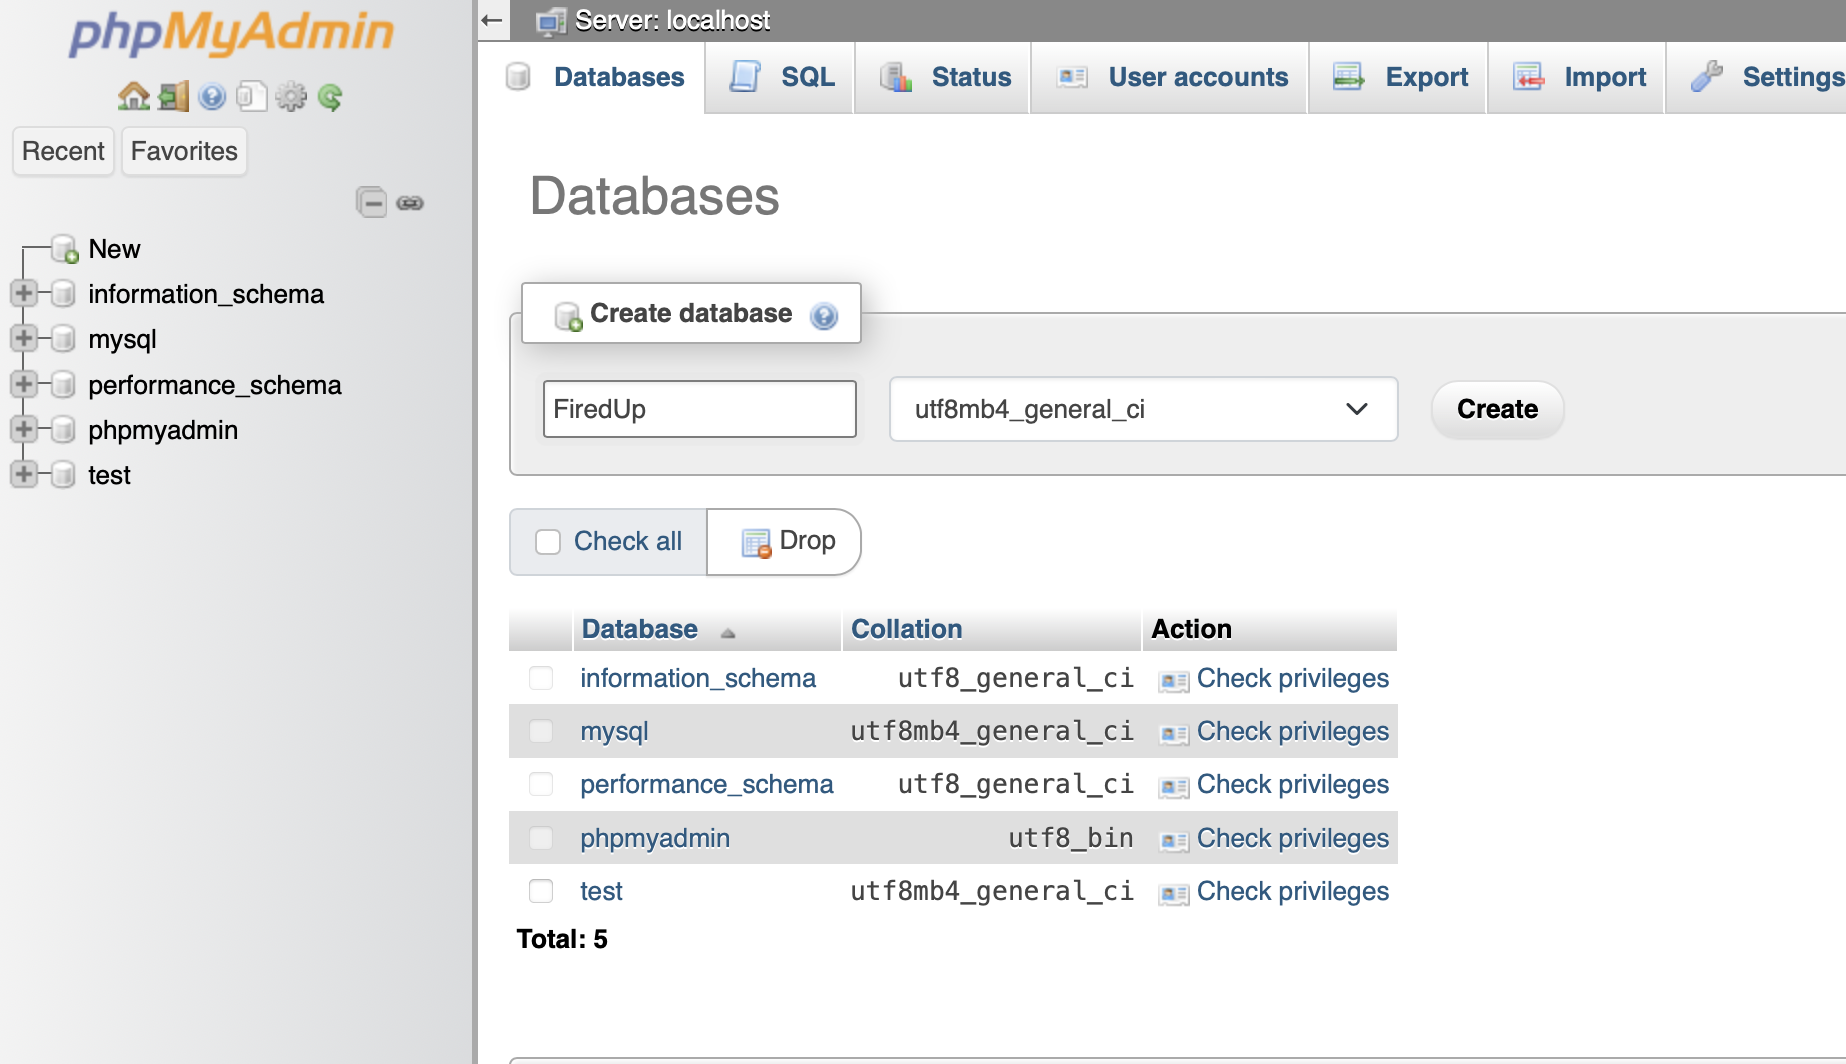 phpMyAdmin
Recent Favorites
New
information_schema
mysql
performance_schema
phpmyadmin
test
Server: localhost
Databases SQL Status User accounts Export Import Settings
Databases
Create database
FiredUp utf8mb4_general_ci Create
Check all Drop
Database Collation Action
information_schema utf8_general_ci Check privileges
mysql utf8mb4_general_ci Check privileges
performance_schema utf8_general_ci Check privileges
phpmyadmin utf8_bin Check privileges
test utf8mb4_general_ci Check privileges
Total: 5